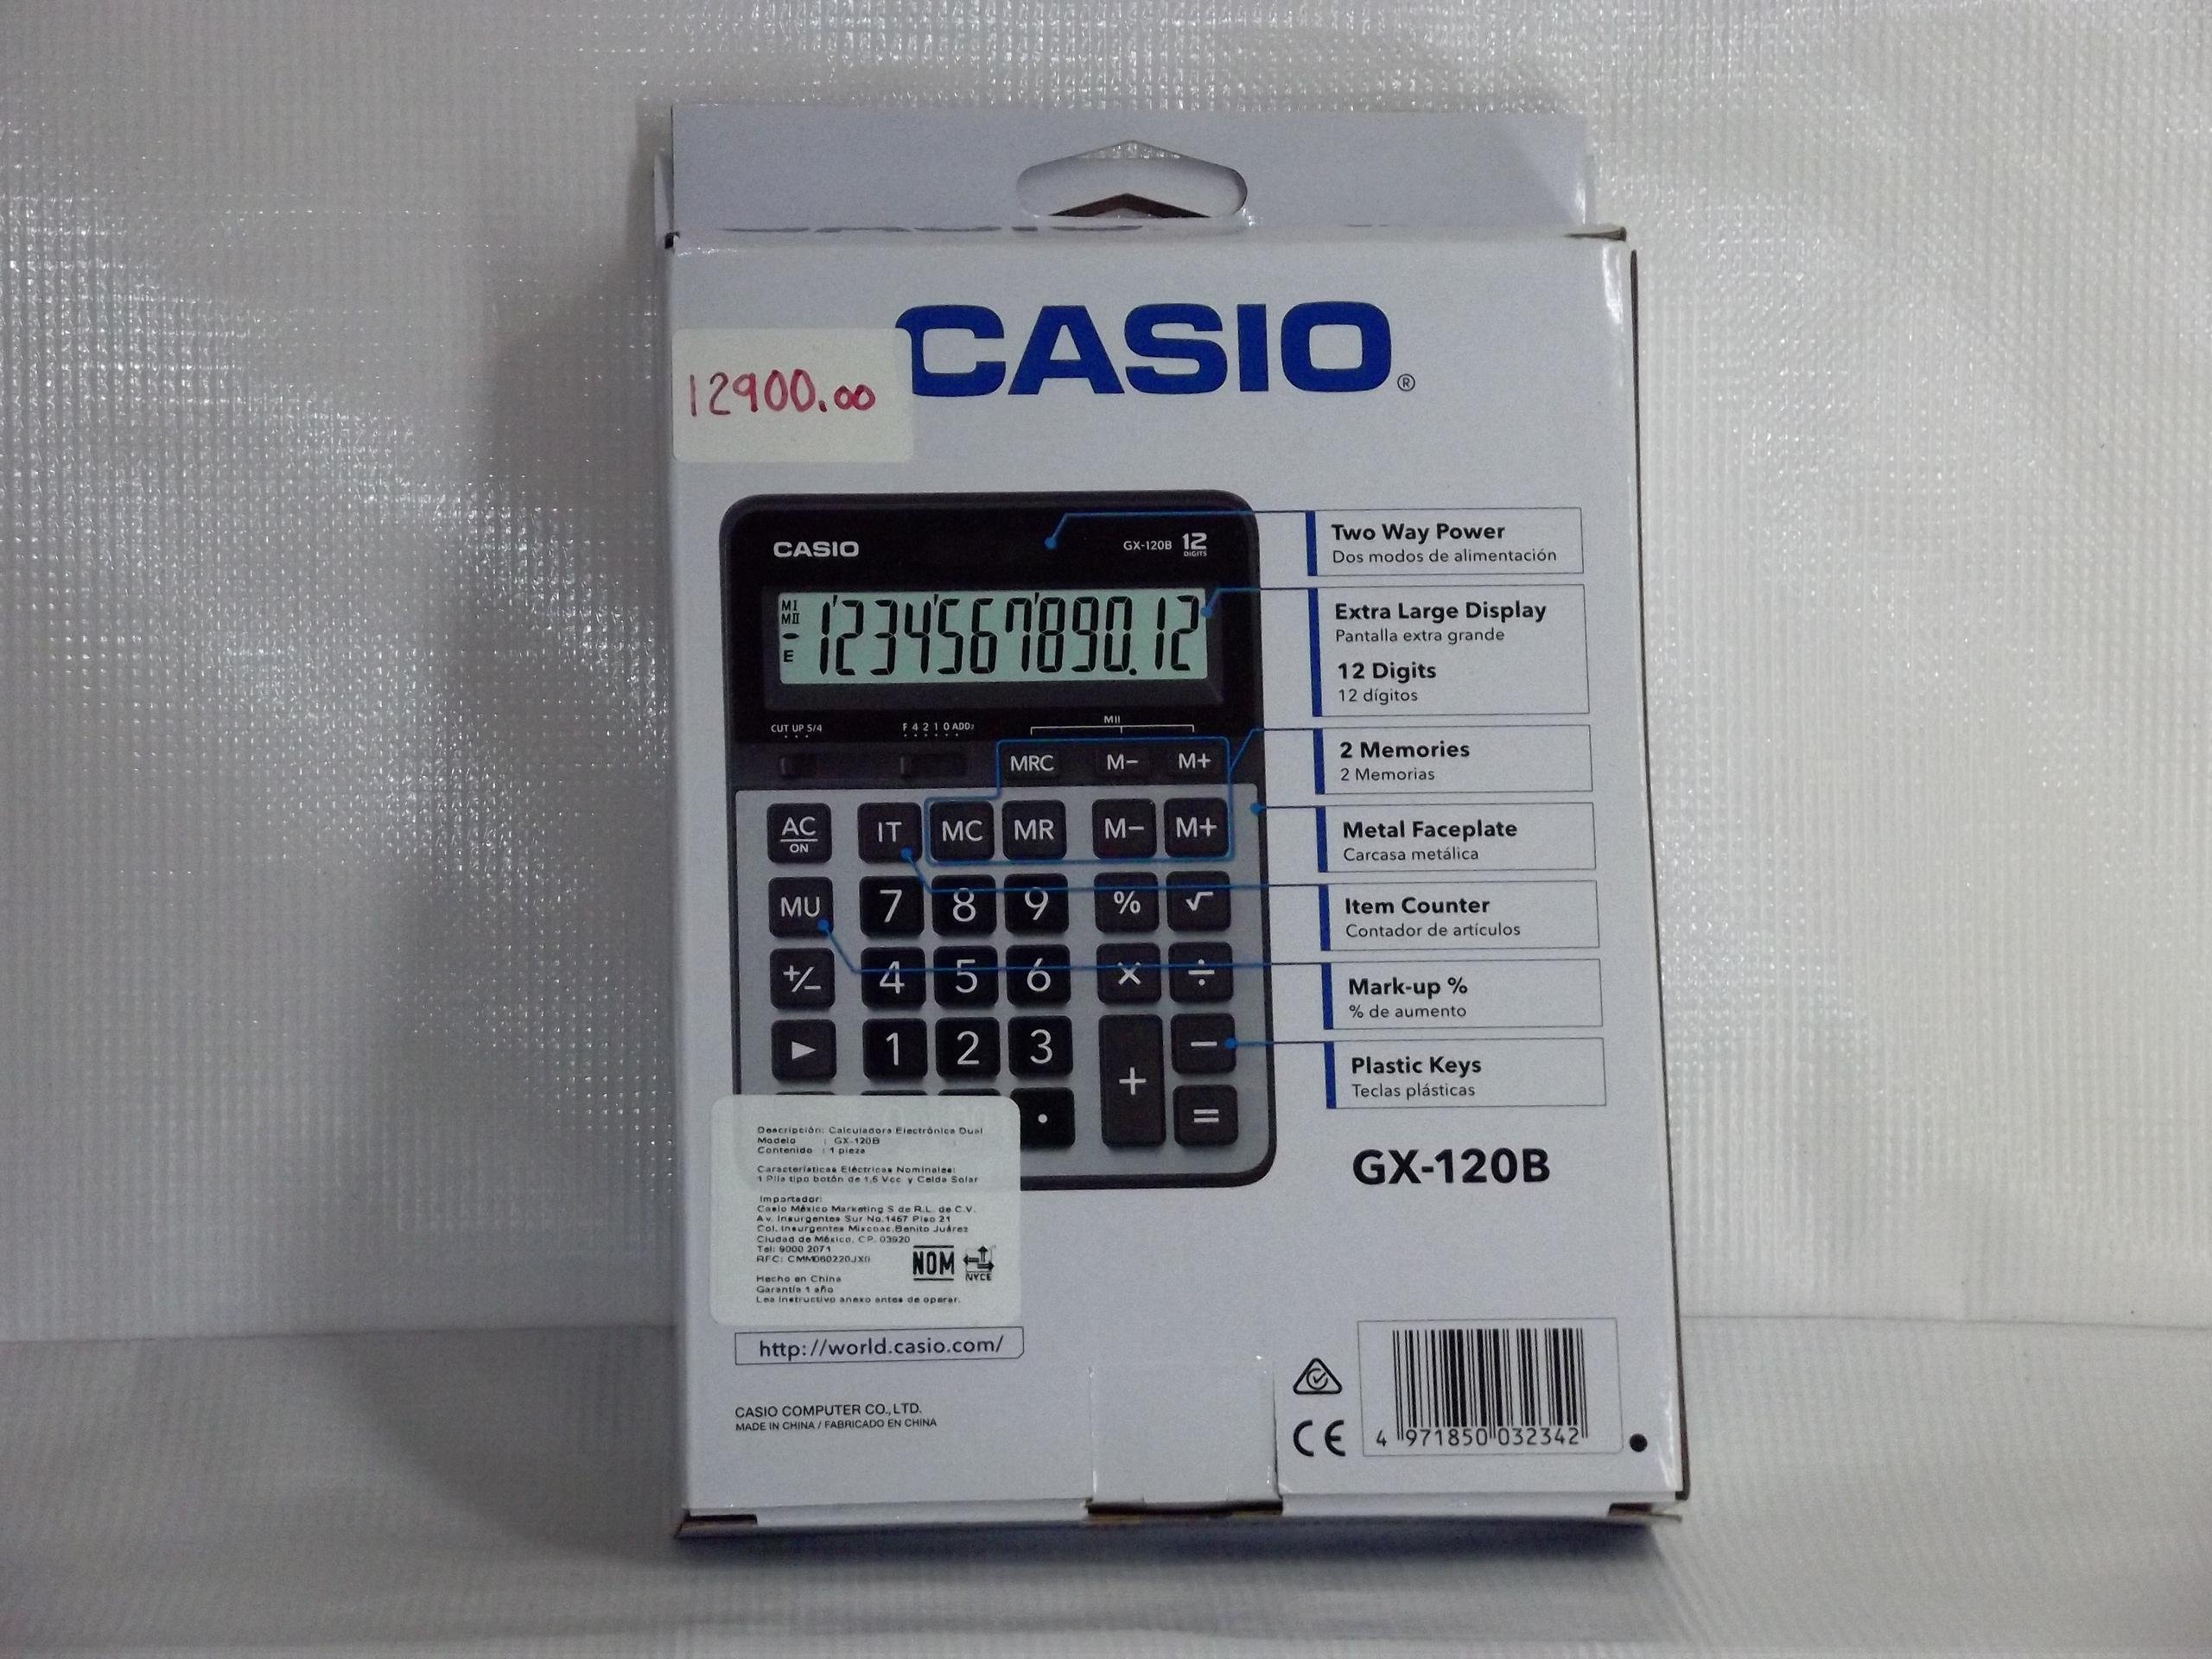 CASIO®
12900.00
CASIO GX-120B 12 DIGITS
MI
MII
E
1'234'567'890.12
CUT UP 5/4 F 4 2 1 0 ADD₂ MII
MRC M− M+
AC ON IT MC MR M− M+
MU 7 8 9 % √
+/− 4 5 6 × ÷
▶ 1 2 3 + −
. =
Two Way Power
Dos modos de alimentación
Extra Large Display
Pantalla extra grande
12 Digits
12 dígitos
2 Memories
2 Memorias
Metal Faceplate
Carcasa metálica
Item Counter
Contador de artículos
Mark-up %
% de aumento
Plastic Keys
Teclas plásticas
GX-120B
Descripción: Calculadora Electrónica Dual
Modelo : GX-120B
Contenido : 1 pieza
Características Eléctricas Nominales:
1 Pila tipo botón de 1,5 Vcc y Celda Solar
Importador:
Casio México Marketing S de R.L. de C.V.
Av. Insurgentes Sur No.1467 Piso 21
Col. Insurgentes Mixcoac,Benito Juárez
Ciudad de México, CP. 03920
Tel: 9000 2071
RFC: CMM060220JX0
NOM NYCE
Hecho en China
Garantía 1 año
Lea instructivo anexo antes de operar.
http://world.casio.com/
CASIO COMPUTER CO., LTD.
MADE IN CHINA / FABRICADO EN CHINA
CE
4 971850 032342